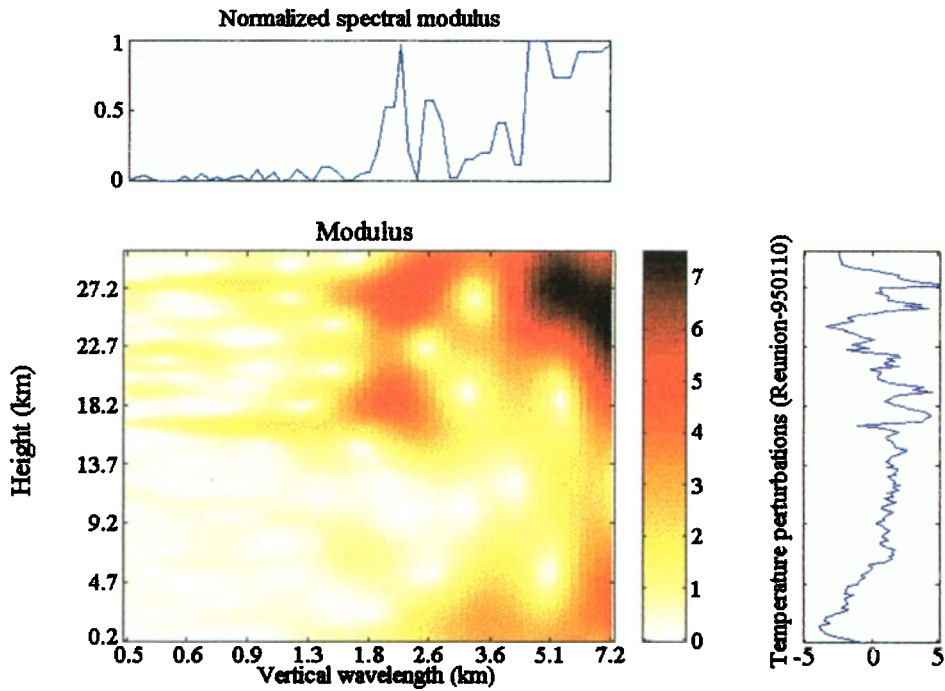 Normalized spectral modulus
1
0.5
0
Modulus
Height (km)
27.2
22.7
18.2
13.7
9.2
4.7
0.2
0.5 0.6 0.9 1.3 1.8 2.6 3.6 5.1 7.2
Vertical wavelength (km)
7
6
5
4
3
2
1
0
Temperature perturbations (Reunion-950110)
-5 0 5